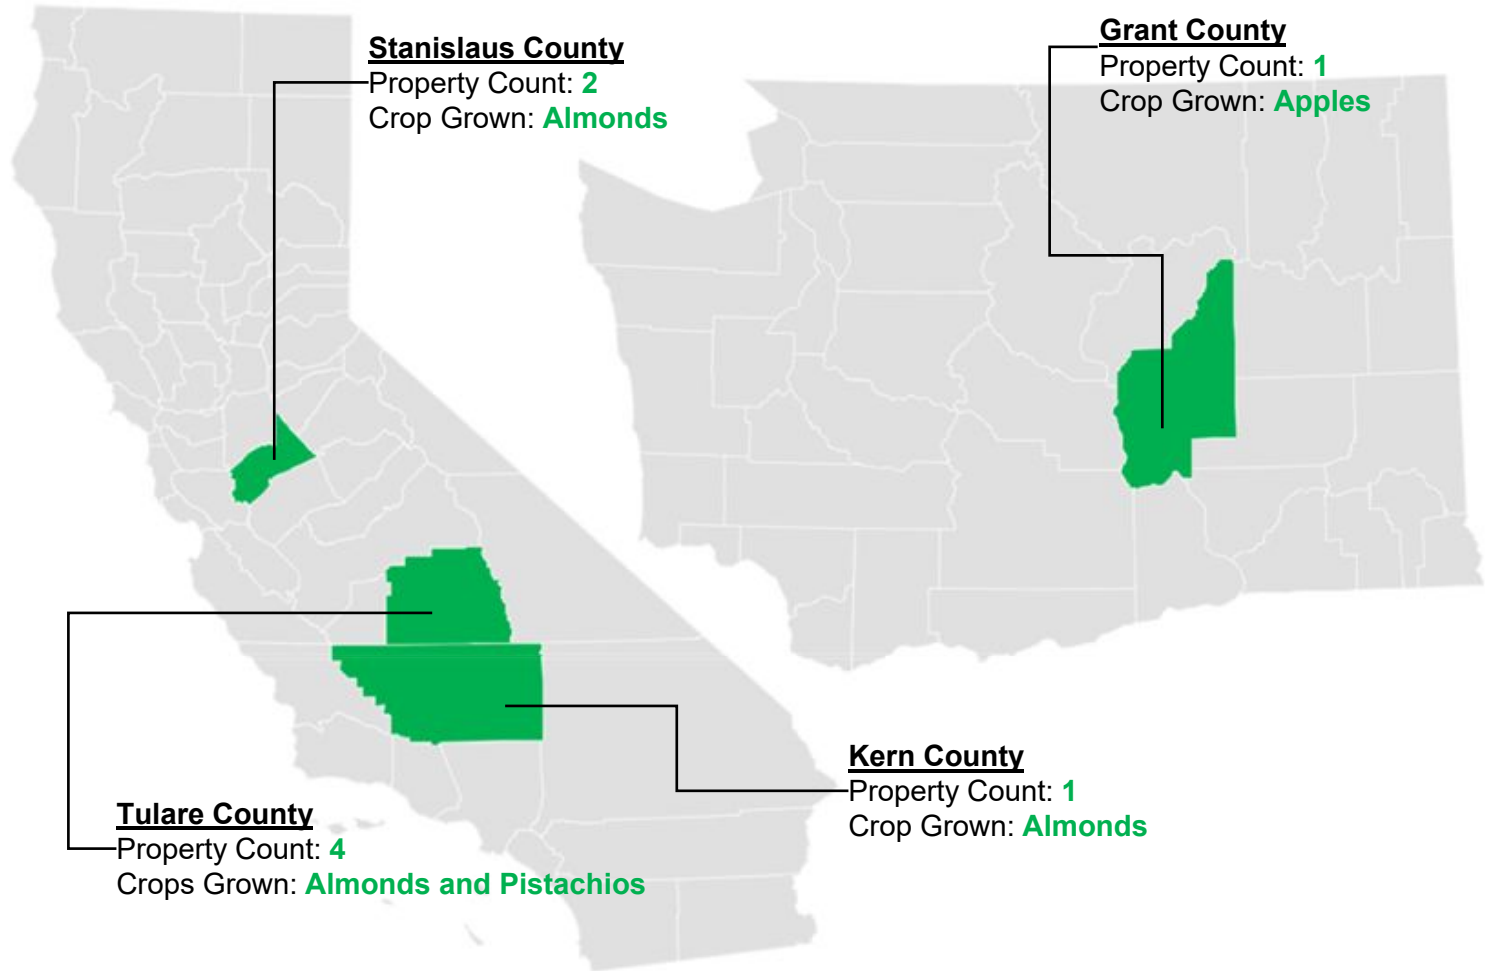 Stanislaus County
Property Count: 2
Crop Grown: Almonds
Grant County
Property Count: 1
Crop Grown: Apples
Kern County
Property Count: 1
Crop Grown: Almonds
Tulare County
Property Count: 4
Crops Grown: Almonds and Pistachios